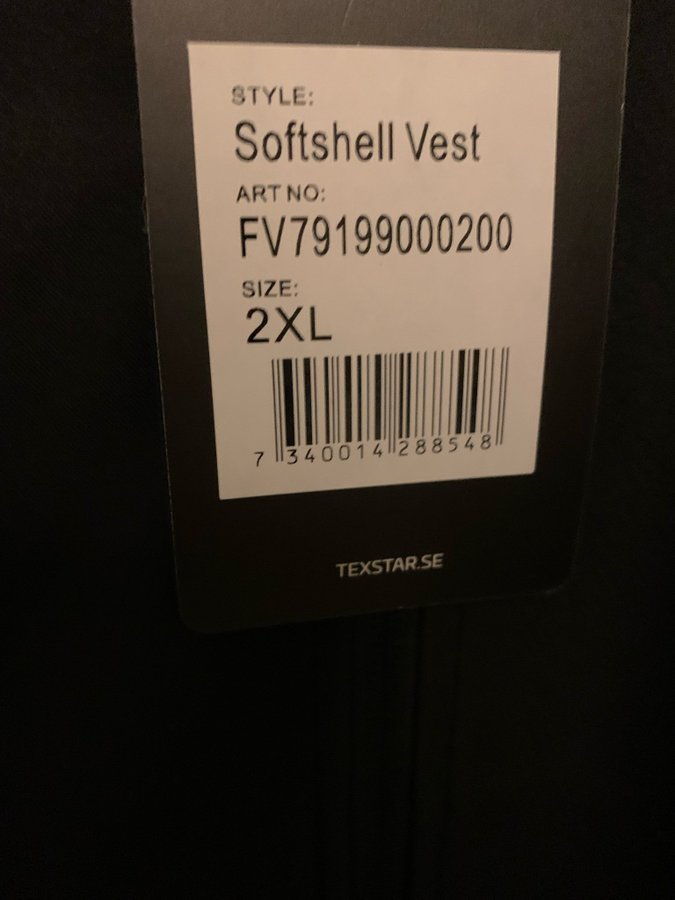 STYLE:
Softshell Vest
ART NO:
FV79199000200
SIZE:
2XL
7 340014 288548
TEXSTAR.SE